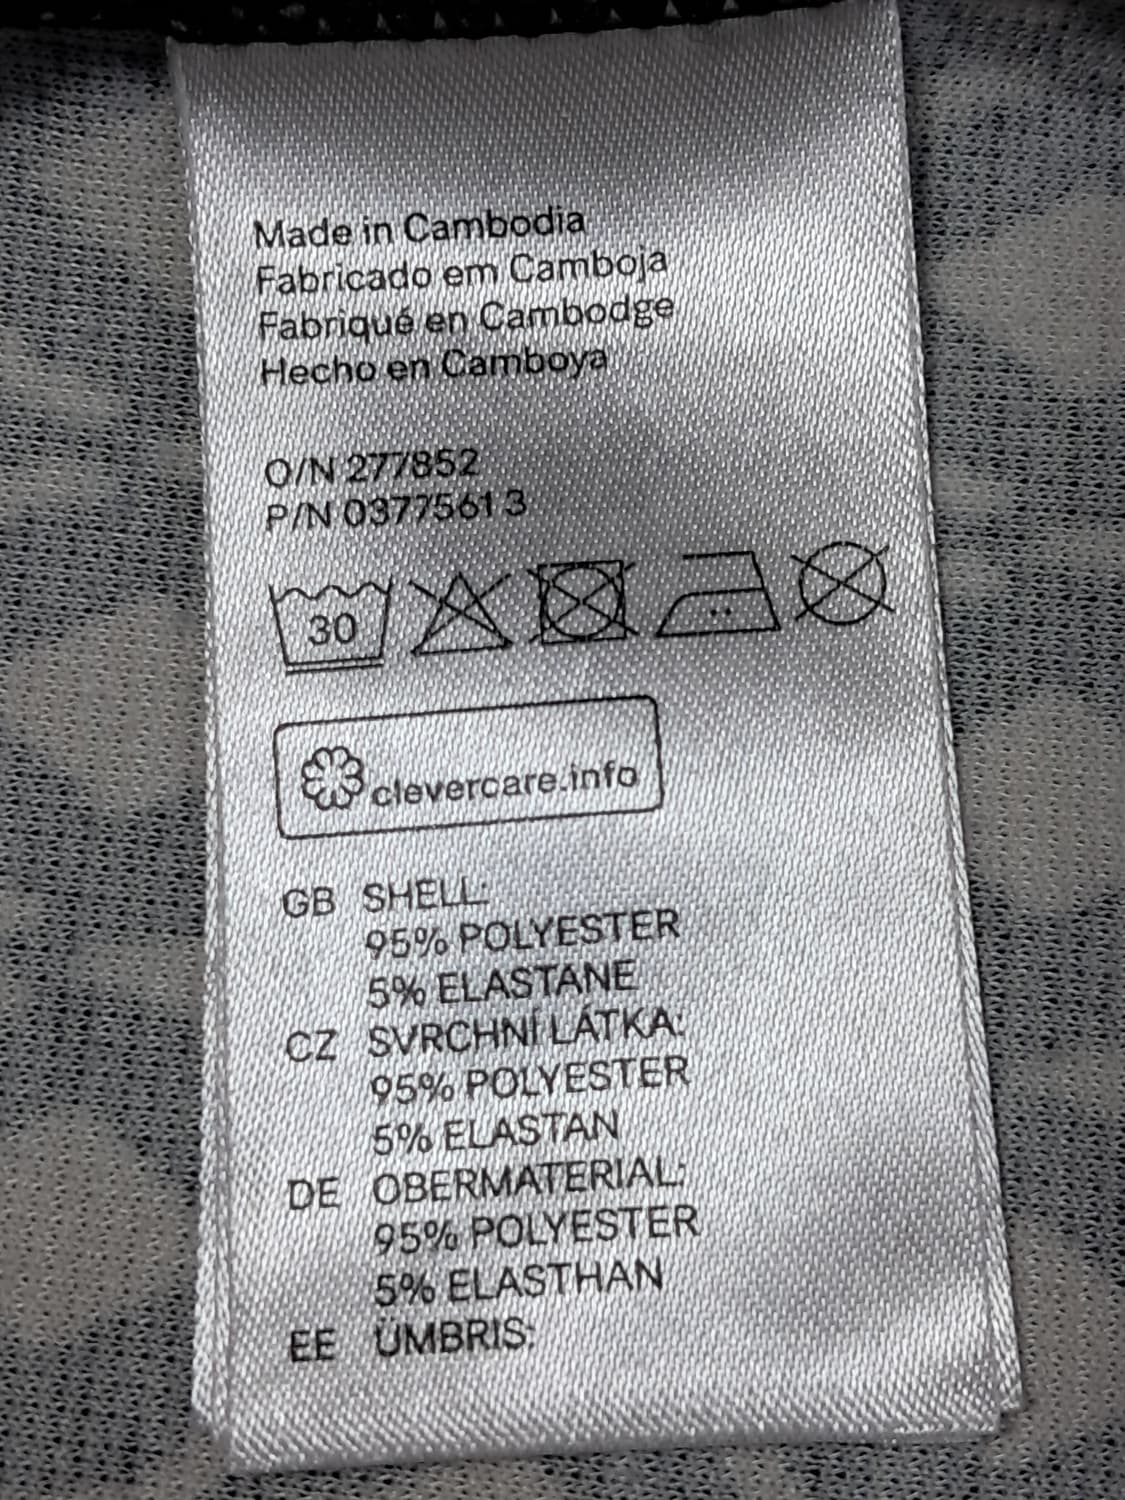 Made in Cambodia
Fabricado em Camboja
Fabriqué en Cambodge
Hecho en Camboya
O/N 277852
P/N 03775613
30
clevercare.info
GB SHELL:
95% POLYESTER
5% ELASTANE
CZ SVRCHNÍ LÁTKA:
95% POLYESTER
5% ELASTAN
DE OBERMATERIAL:
95% POLYESTER
5% ELASTHAN
EE ÜMBRIS: